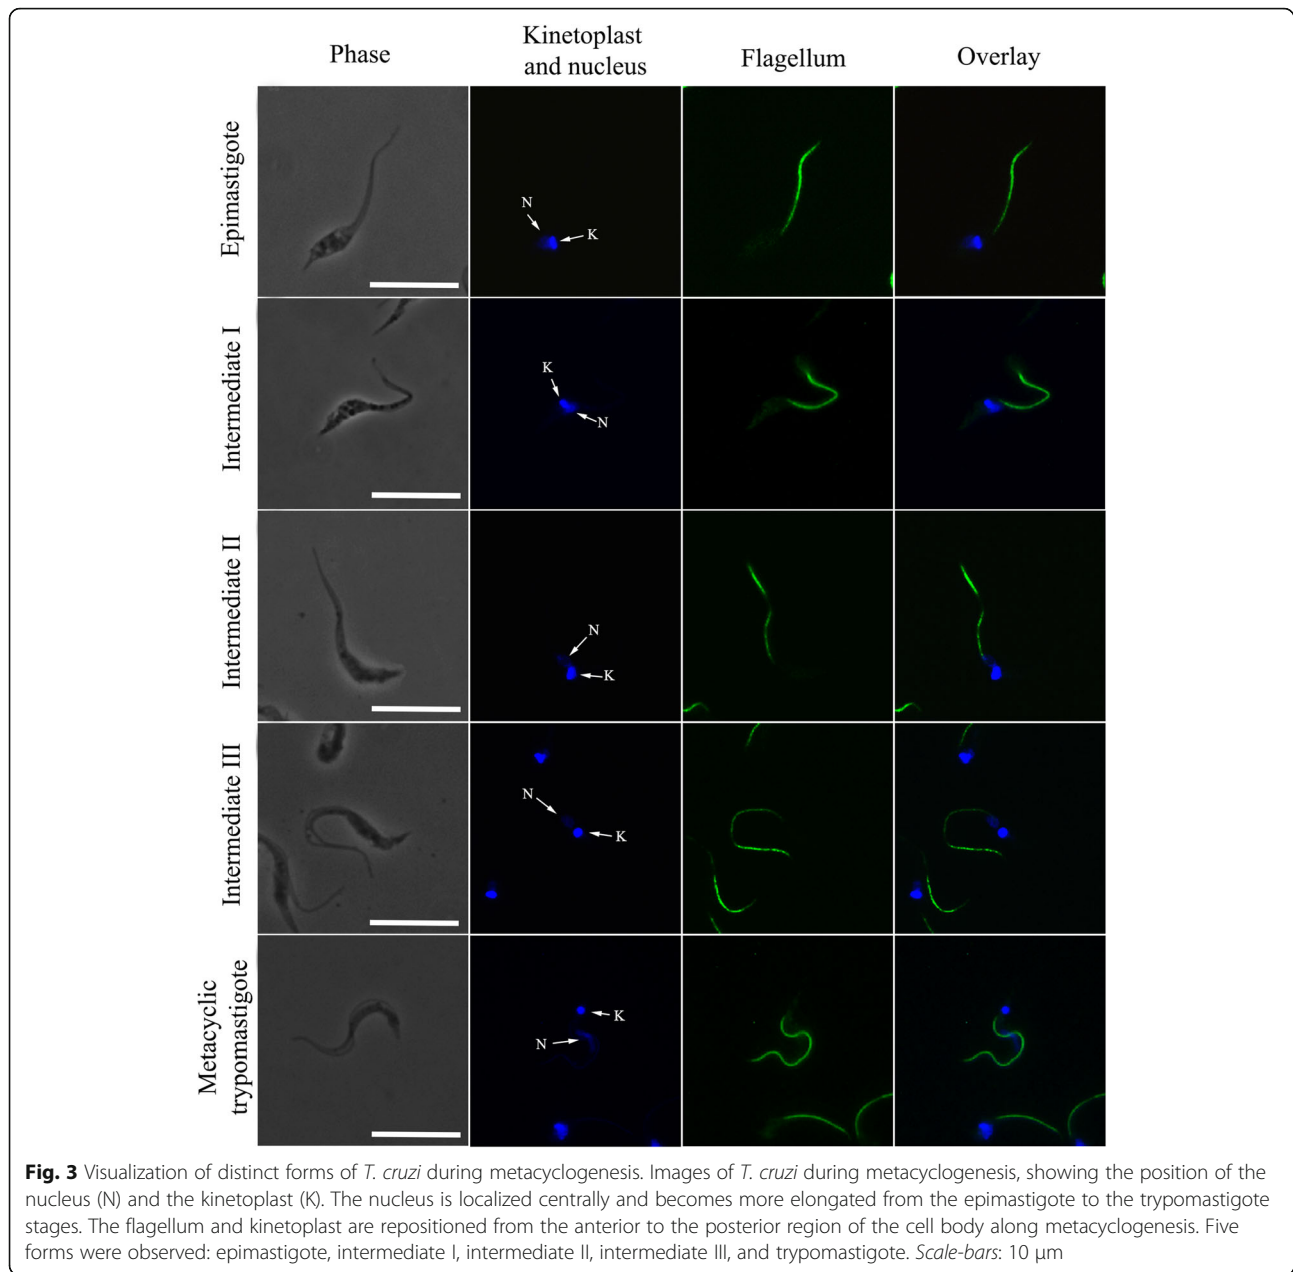 Phase
Kinetoplast
and nucleus
Flagellum
Overlay
Epimastigote
N
K
Intermediate I
K
N
Intermediate II
N
K
Intermediate III
N
K
Metacyclic
trypomastigote
K
N
Fig. 3 Visualization of distinct forms of T. cruzi during metacyclogenesis. Images of T. cruzi during metacyclogenesis, showing the position of the
nucleus (N) and the kinetoplast (K). The nucleus is localized centrally and becomes more elongated from the epimastigote to the trypomastigote
stages. The flagellum and kinetoplast are repositioned from the anterior to the posterior region of the cell body along metacyclogenesis. Five
forms were observed: epimastigote, intermediate I, intermediate II, intermediate III, and trypomastigote. Scale-bars: 10 μm